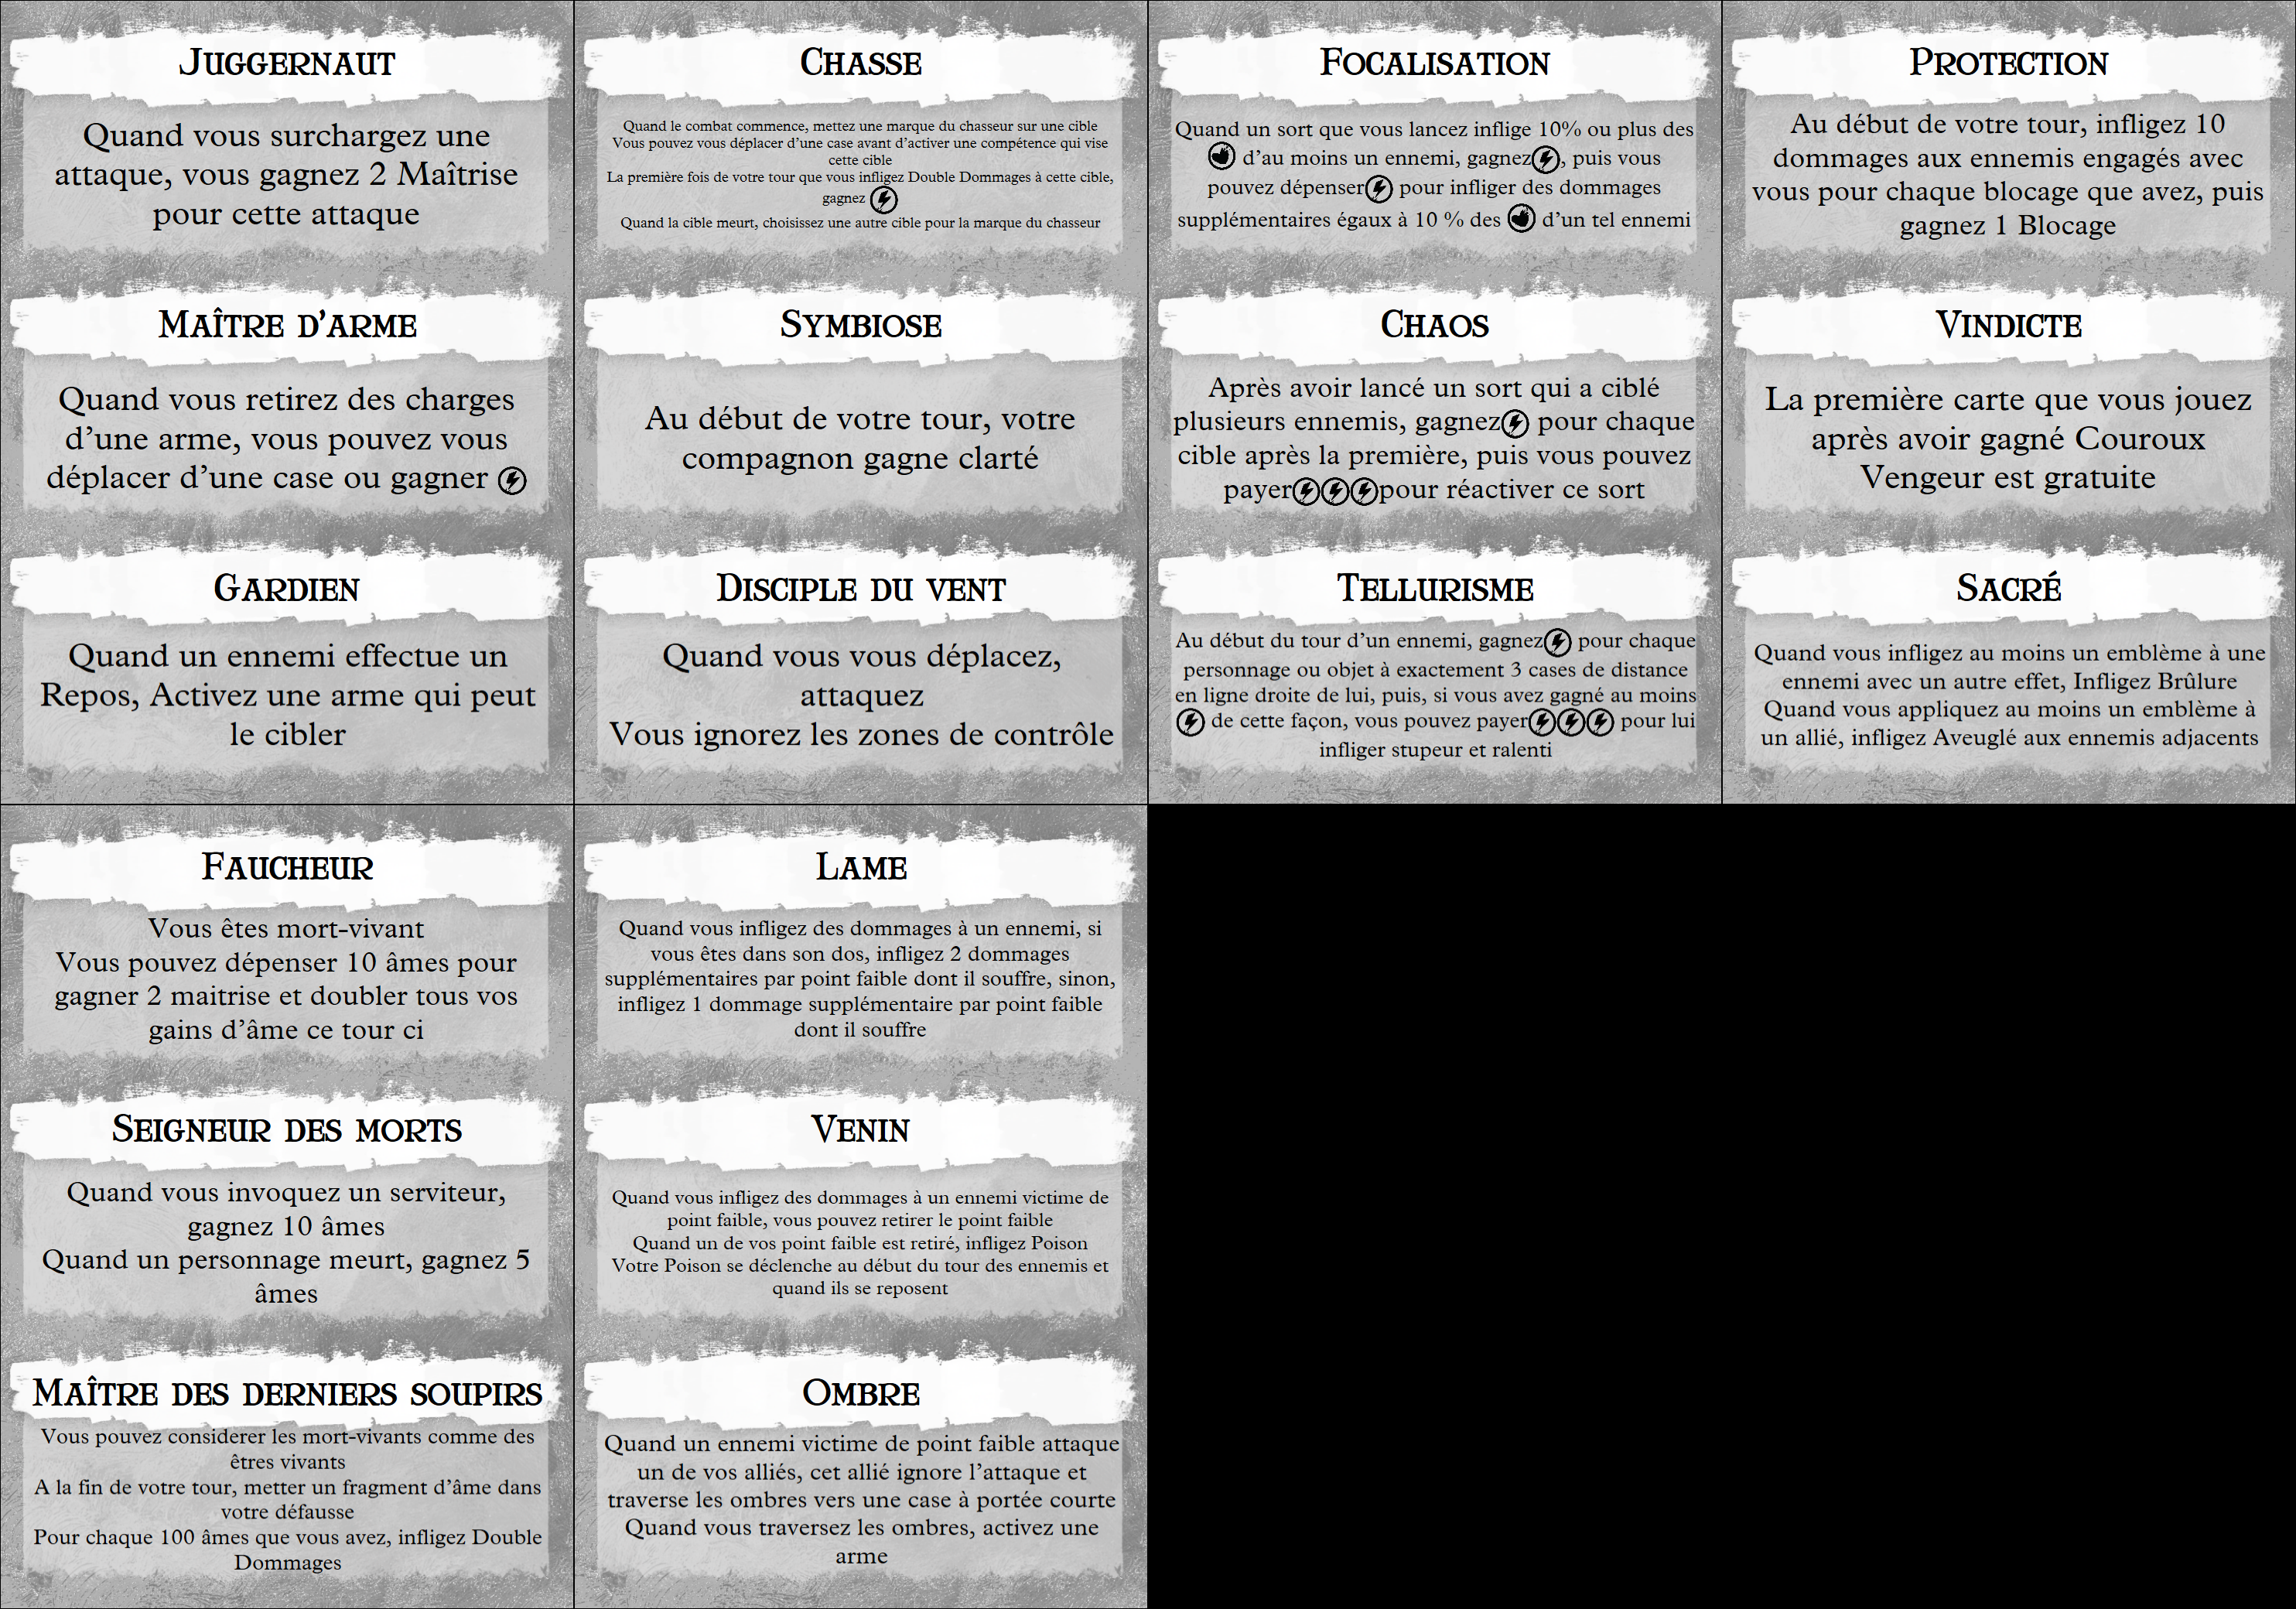 JUGGERNAUT
Quand vous surchargez une
attaque, vous gagnez 2 Maîtrise
pour cette attaque
MAÎTRE D'ARME
Quand vous retirez des charges
d'une arme, vous pouvez vous
déplacer d'une case ou gagner
GARDIEN
Quand un ennemi effectue un
Repos, Activez une arme qui peut
le cibler
CHASSE
Quand le combat commence, mettez une marque du chasseur sur une cible
Vous pouvez vous déplacer d'une case avant d'activer une compétence qui vise
cette cible
La première fois de votre tour que vous infligez Double Dommages à cette cible,
gagnez
Quand la cible meurt, choisissez une autre cible pour la marque du chasseur
SYMBIOSE
Au début de votre tour, votre
compagnon gagne clarté
DISCIPLE DU VENT
Quand vous vous déplacez,
attaquez
Vous ignorez les zones de contrôle
FOCALISATION
Quand un sort que vous lancez inflige 10% ou plus des
d'au moins un ennemi, gagnez , puis vous
pouvez dépenser pour infliger des dommages
supplémentaires égaux à 10 % des d'un tel ennemi
CHAOS
Après avoir lancé un sort qui a ciblé
plusieurs ennemis, gagnez pour chaque
cible après la première, puis vous pouvez
payer pour réactiver ce sort
TELLURISME
Au début du tour d'un ennemi, gagnez pour chaque
personnage ou objet à exactement 3 cases de distance
en ligne droite de lui, puis, si vous avez gagné au moins
de cette façon, vous pouvez payer pour lui
infliger stupeur et ralenti
PROTECTION
Au début de votre tour, infligez 10
dommages aux ennemis engagés avec
vous pour chaque blocage que avez, puis
gagnez 1 Blocage
VINDICTE
La première carte que vous jouez
après avoir gagné Couroux
Vengeur est gratuite
SACRÉ
Quand vous infligez au moins un emblème à une
ennemi avec un autre effet, Infligez Brûlure
Quand vous appliquez au moins un emblème à
un allié, infligez Aveuglé aux ennemis adjacents
FAUCHEUR
Vous êtes mort-vivant
Vous pouvez dépenser 10 âmes pour
gagner 2 maitrise et doubler tous vos
gains d'âme ce tour ci
SEIGNEUR DES MORTS
Quand vous invoquez un serviteur,
gagnez 10 âmes
Quand un personnage meurt, gagnez 5
âmes
MAÎTRE DES DERNIERS SOUPIRS
Vous pouvez considerer les mort-vivants comme des
êtres vivants
A la fin de votre tour, metter un fragment d'âme dans
votre défausse
Pour chaque 100 âmes que vous avez, infligez Double
Dommages
LAME
Quand vous infligez des dommages à un ennemi, si
vous êtes dans son dos, infligez 2 dommages
supplémentaires par point faible dont il souffre, sinon,
infligez 1 dommage supplémentaire par point faible
dont il souffre
VENIN
Quand vous infligez des dommages à un ennemi victime de
point faible, vous pouvez retirer le point faible
Quand un de vos point faible est retiré, infligez Poison
Votre Poison se déclenche au début du tour des ennemis et
quand ils se reposent
OMBRE
Quand un ennemi victime de point faible attaque
un de vos alliés, cet allié ignore l'attaque et
traverse les ombres vers une case à portée courte
Quand vous traversez les ombres, activez une
arme